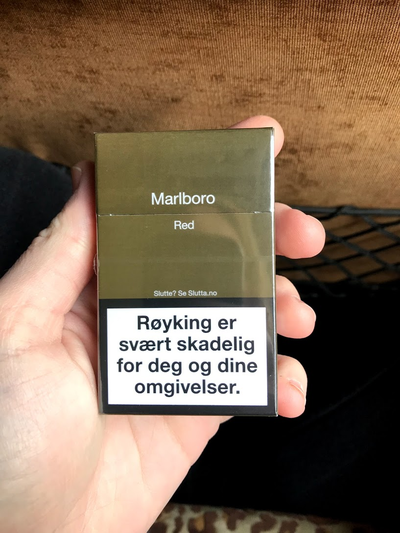 Marlboro
Red
Slutte? Se Slutta.no
Røyking er
svært skadelig
for deg og dine
omgivelser.